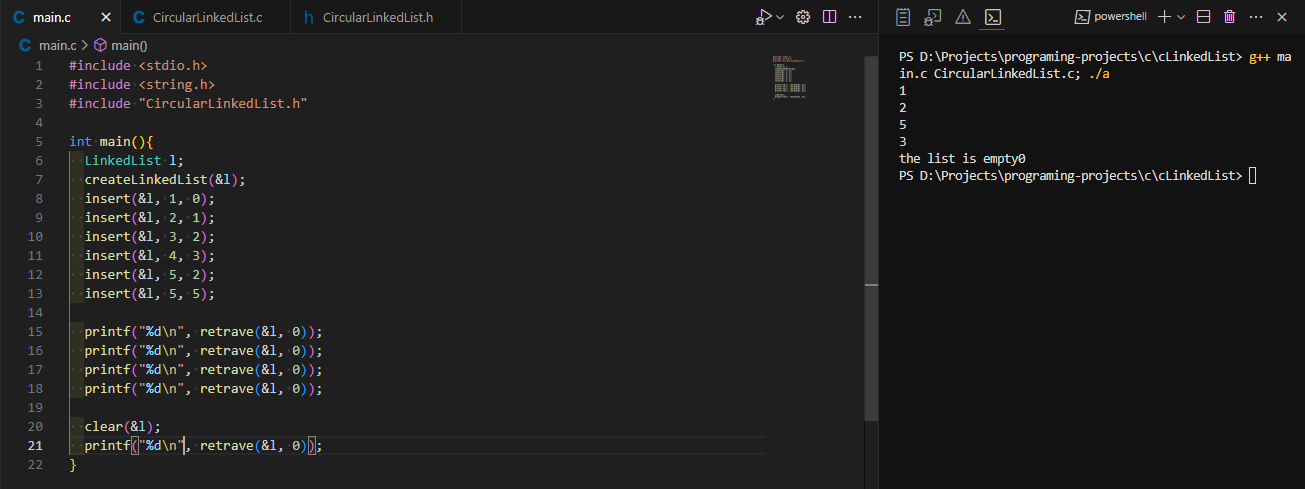 main.c
CircularLinkedList.c
CircularLinkedList.h
main.c > main()
1 #include <stdio.h>
2 #include <string.h>
3 #include "CircularLinkedList.h"
4
5 int main(){
6 LinkedList l;
7 createLinkedList(&l);
8 insert(&l, 1, 0);
9 insert(&l, 2, 1);
10 insert(&l, 3, 2);
11 insert(&l, 4, 3);
12 insert(&l, 5, 2);
13 insert(&l, 5, 5);
14
15 printf("%d\n", retrave(&l, 0));
16 printf("%d\n", retrave(&l, 0));
17 printf("%d\n", retrave(&l, 0));
18 printf("%d\n", retrave(&l, 0));
19
20 clear(&l);
21 printf("%d\n", retrave(&l, 0));
22 }
powershell
PS D:\Projects\programing-projects\c\cLinkedList> g++ ma
in.c CircularLinkedList.c; ./a
1
2
5
3
the list is empty0
PS D:\Projects\programing-projects\c\cLinkedList>